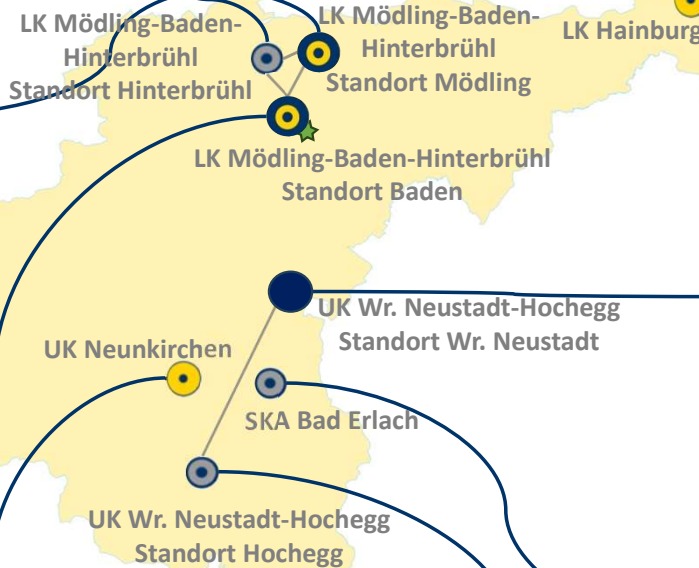 LK Mödling-Baden-
Hinterbrühl
Standort Hinterbrühl
LK Mödling-Baden-
Hinterbrühl
Standort Mödling
LK Hainburg
LK Mödling-Baden-Hinterbrühl
Standort Baden
UK Wr. Neustadt-Hochegg
Standort Wr. Neustadt
UK Neunkirchen
SKA Bad Erlach
UK Wr. Neustadt-Hochegg
Standort Hochegg